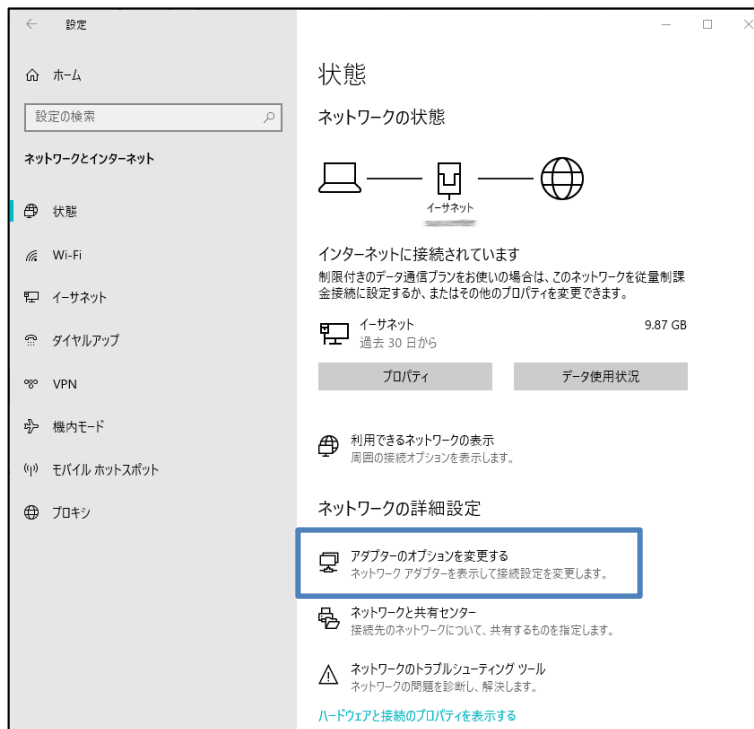 設定
ホーム
設定の検索
ネットワークとインターネット
状態
Wi-Fi
イーサネット
ダイヤルアップ
VPN
機内モード
モバイル ホットスポット
プロキシ
状態
ネットワークの状態
イーサネット
インターネットに接続されています
制限付きのデータ通信プランをお使いの場合は、このネットワークを従量制課
金接続に設定するか、またはその他のプロパティを変更できます。
イーサネット 9.87 GB
過去 30 日から
プロパティ データ使用状況
利用できるネットワークの表示
周囲の接続オプションを表示します。
ネットワークの詳細設定
アダプターのオプションを変更する
ネットワーク アダプターを表示して接続設定を変更します。
ネットワークと共有センター
接続先のネットワークについて、共有するものを指定します。
ネットワークのトラブルシューティング ツール
ネットワークの問題を診断し、解決します。
ハードウェアと接続のプロパティを表示する